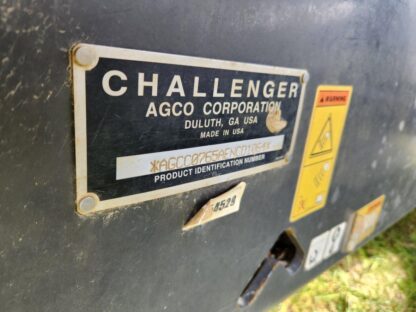 CHALLENGER
AGCO CORPORATION
DULUTH, GA USA
MADE IN USA
PRODUCT IDENTIFICATION NUMBER
WARNING